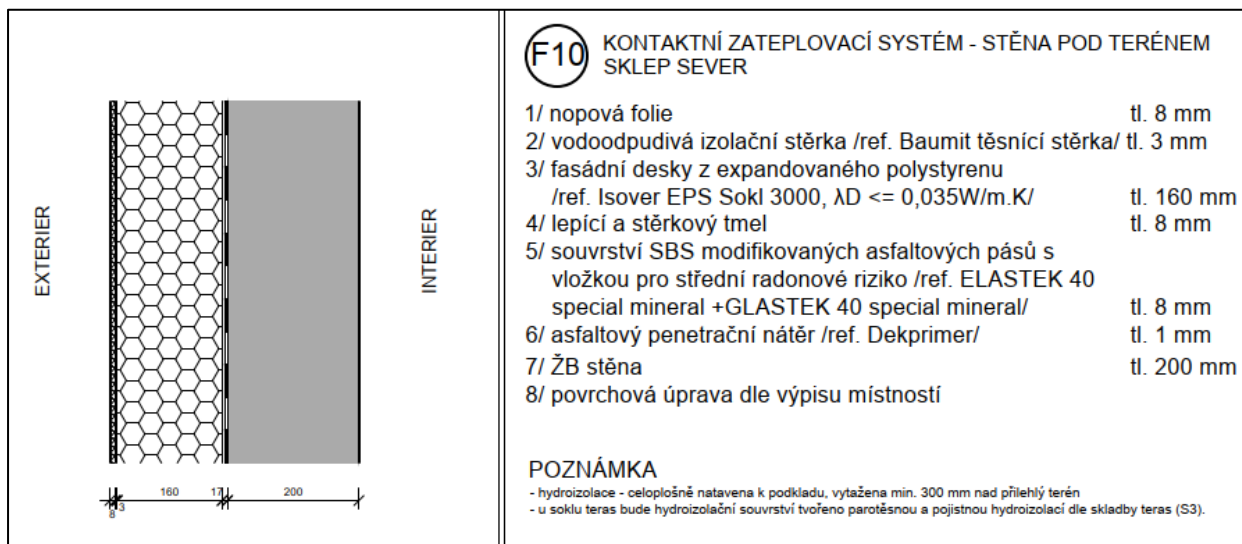 F10
KONTAKTNÍ ZATEPLOVACÍ SYSTÉM - STĚNA POD TERÉNEM
SKLEP SEVER
1/ nopová folie tl. 8 mm
2/ vodoodpudivá izolační stěrka /ref. Baumit těsnící stěrka/ tl. 3 mm
3/ fasádní desky z expandovaného polystyrenu
/ref. Isover EPS Sokl 3000, λD <= 0,035W/m.K/ tl. 160 mm
4/ lepící a stěrkový tmel tl. 8 mm
5/ souvrství SBS modifikovaných asfaltových pásů s
vložkou pro střední radonové riziko /ref. ELASTEK 40
special mineral +GLASTEK 40 special mineral/ tl. 8 mm
6/ asfaltový penetrační nátěr /ref. Dekprimer/ tl. 1 mm
7/ ŽB stěna tl. 200 mm
8/ povrchová úprava dle výpisu místností
POZNÁMKA
- hydroizolace - celoplošně natavena k podkladu, vytažena min. 300 mm nad přilehlý terén
- u soklu teras bude hydroizolační souvrství tvořeno parotěsnou a pojistnou hydroizolací dle skladby teras (S3).
EXTERIER
INTERIER
8 3 160 17 200